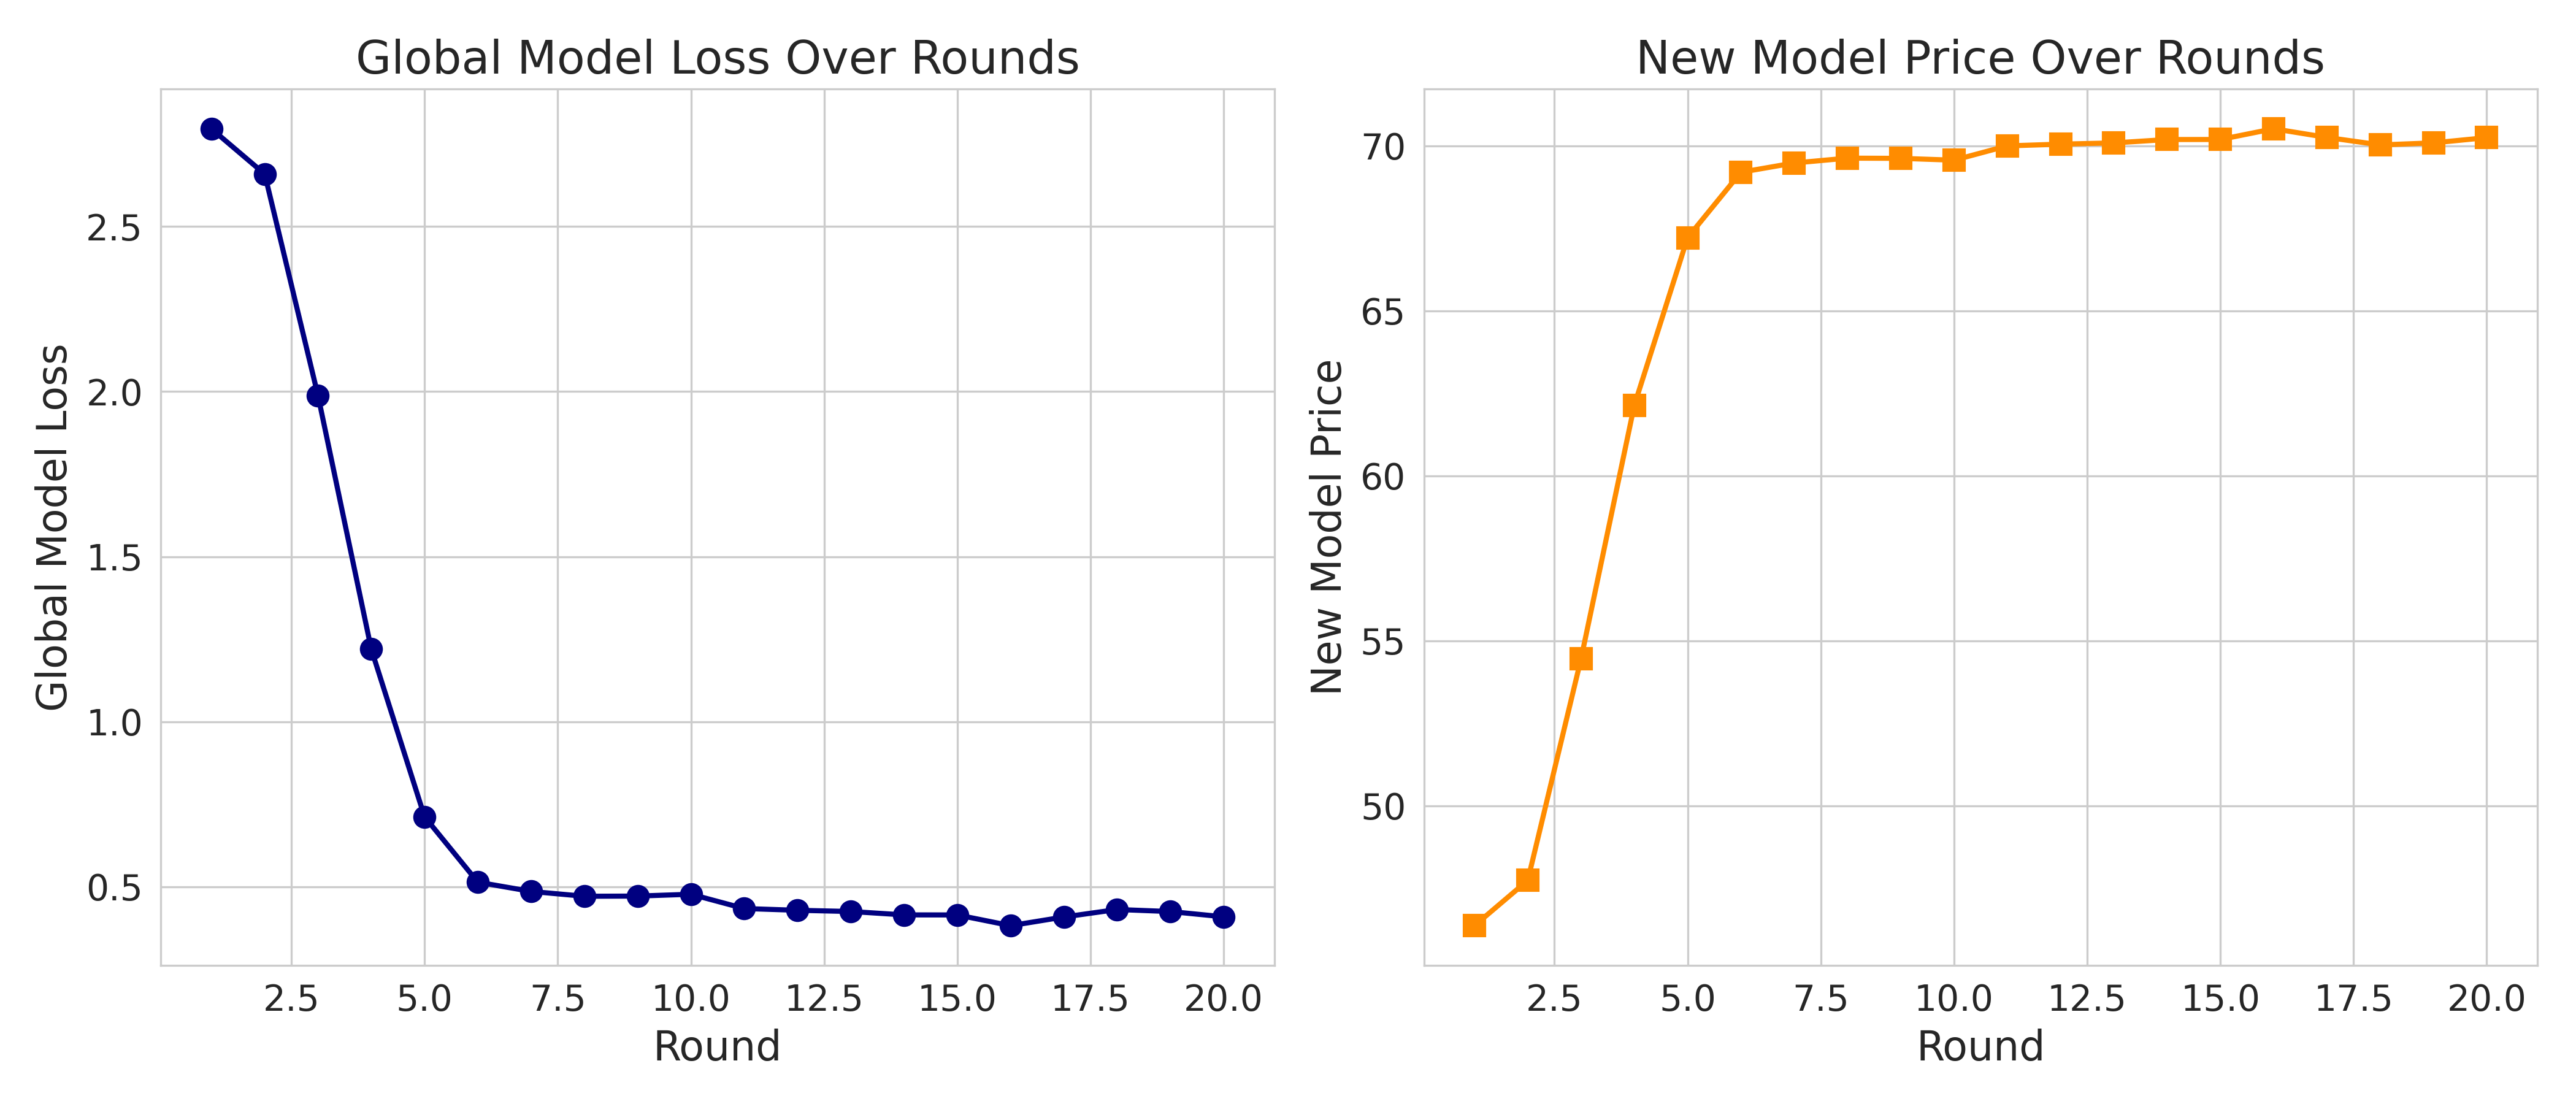 Global Model Loss Over Rounds
Global Model Loss
2.5
2.0
1.5
1.0
0.5
2.5 5.0 7.5 10.0 12.5 15.0 17.5 20.0
Round
New Model Price Over Rounds
New Model Price
70
65
60
55
50
2.5 5.0 7.5 10.0 12.5 15.0 17.5 20.0
Round